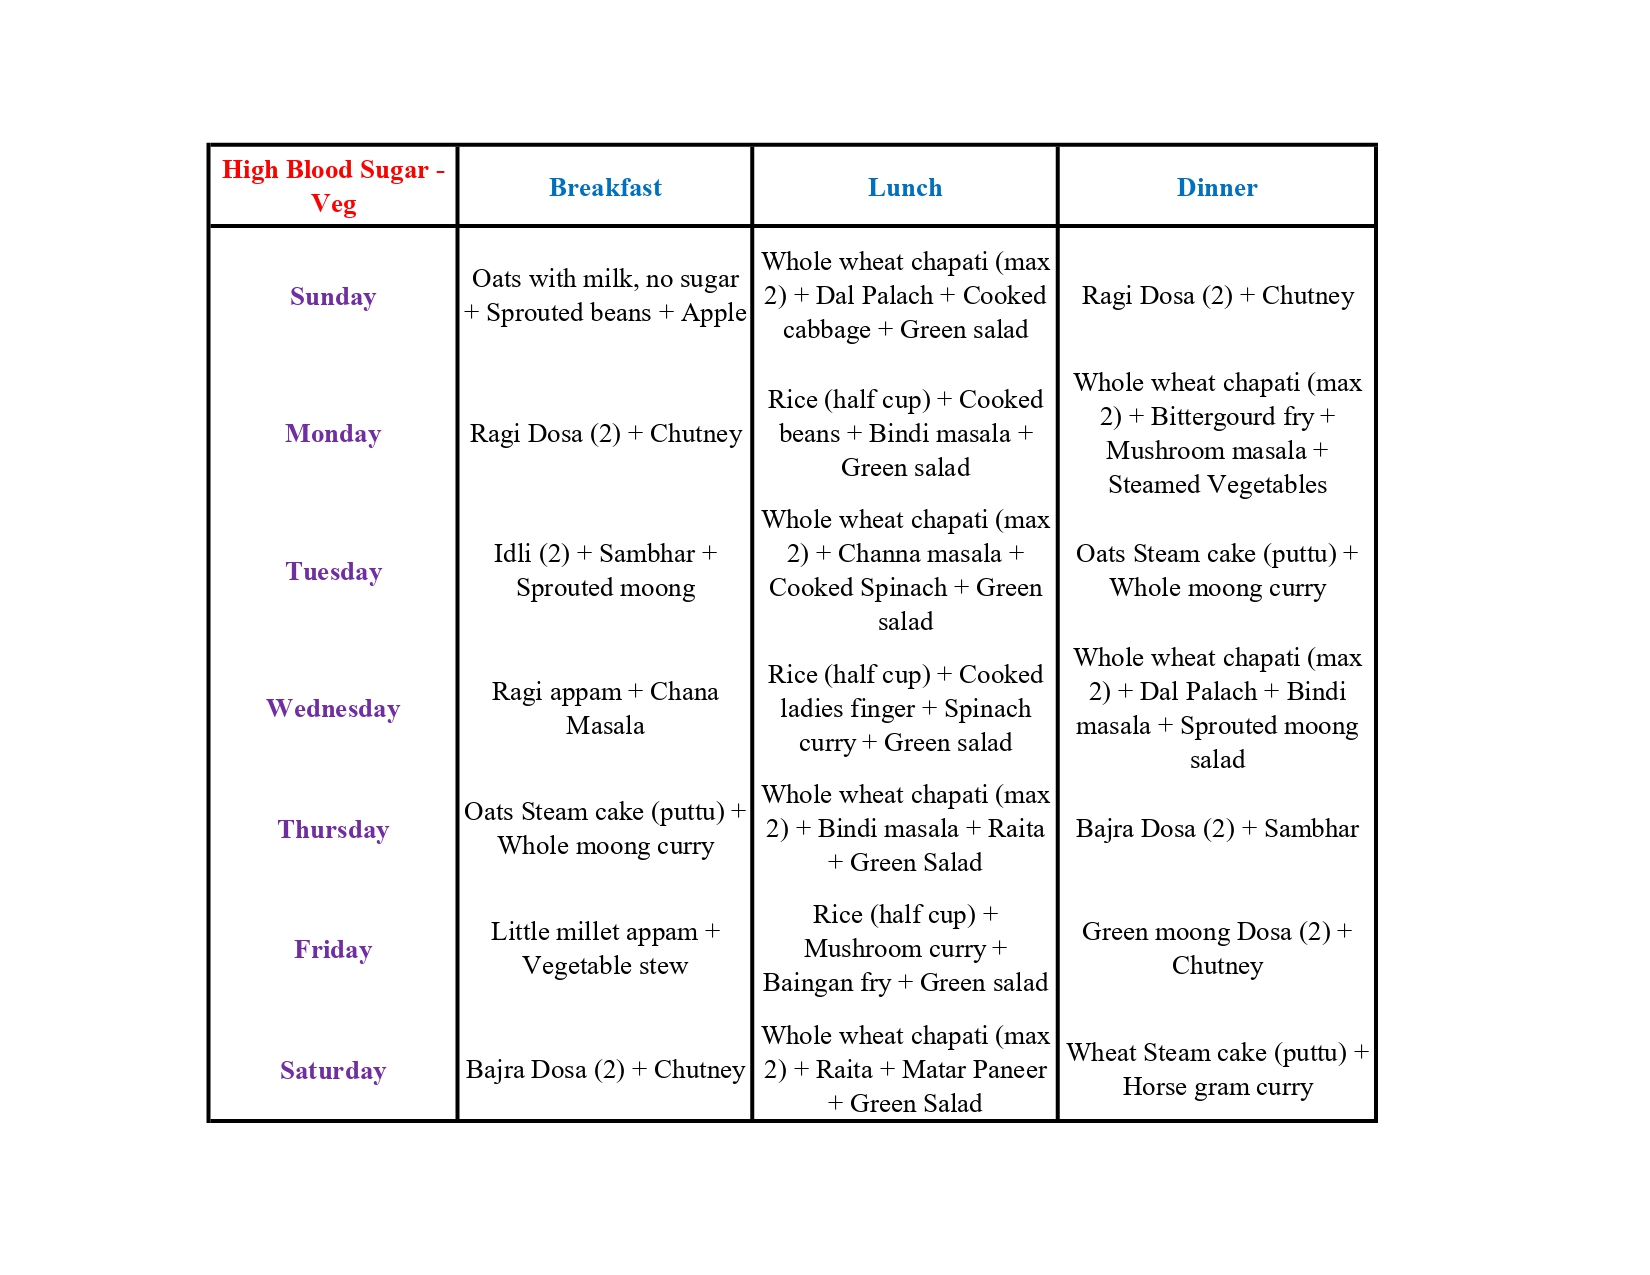 High Blood Sugar -
Veg
Breakfast
Lunch
Dinner
Sunday
Oats with milk, no sugar
+ Sprouted beans + Apple
Whole wheat chapati (max
2) + Dal Palach + Cooked
cabbage + Green salad
Ragi Dosa (2) + Chutney
Monday
Ragi Dosa (2) + Chutney
Rice (half cup) + Cooked
beans + Bindi masala +
Green salad
Whole wheat chapati (max
2) + Bittergourd fry +
Mushroom masala +
Steamed Vegetables
Tuesday
Idli (2) + Sambhar +
Sprouted moong
Whole wheat chapati (max
2) + Channa masala +
Cooked Spinach + Green
salad
Oats Steam cake (puttu) +
Whole moong curry
Wednesday
Ragi appam + Chana
Masala
Rice (half cup) + Cooked
ladies finger + Spinach
curry + Green salad
Whole wheat chapati (max
2) + Dal Palach + Bindi
masala + Sprouted moong
salad
Thursday
Oats Steam cake (puttu) +
Whole moong curry
Whole wheat chapati (max
2) + Bindi masala + Raita
+ Green Salad
Bajra Dosa (2) + Sambhar
Friday
Little millet appam +
Vegetable stew
Rice (half cup) +
Mushroom curry +
Baingan fry + Green salad
Green moong Dosa (2) +
Chutney
Saturday
Bajra Dosa (2) + Chutney
Whole wheat chapati (max
2) + Raita + Matar Paneer
+ Green Salad
Wheat Steam cake (puttu) +
Horse gram curry